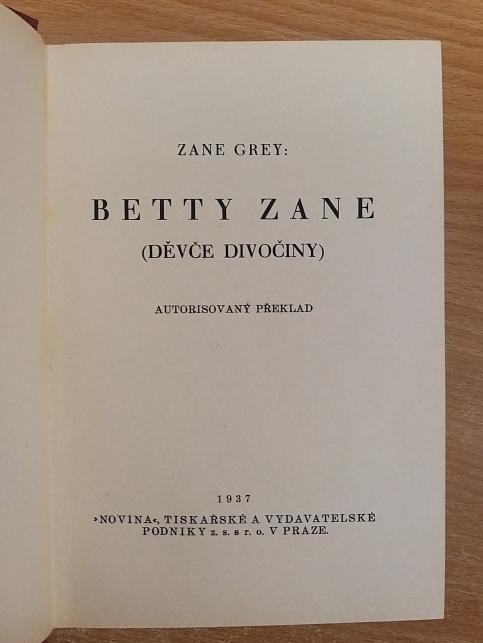 ZANE GREY:
BETTY ZANE
(DĚVČE DIVOČINY)
AUTORISOVANÝ PŘEKLAD
1937
›NOVINA‹, TISKAŘSKÉ A VYDAVATELSKÉ
PODNIKY z. s. s r. o. V PRAZE.